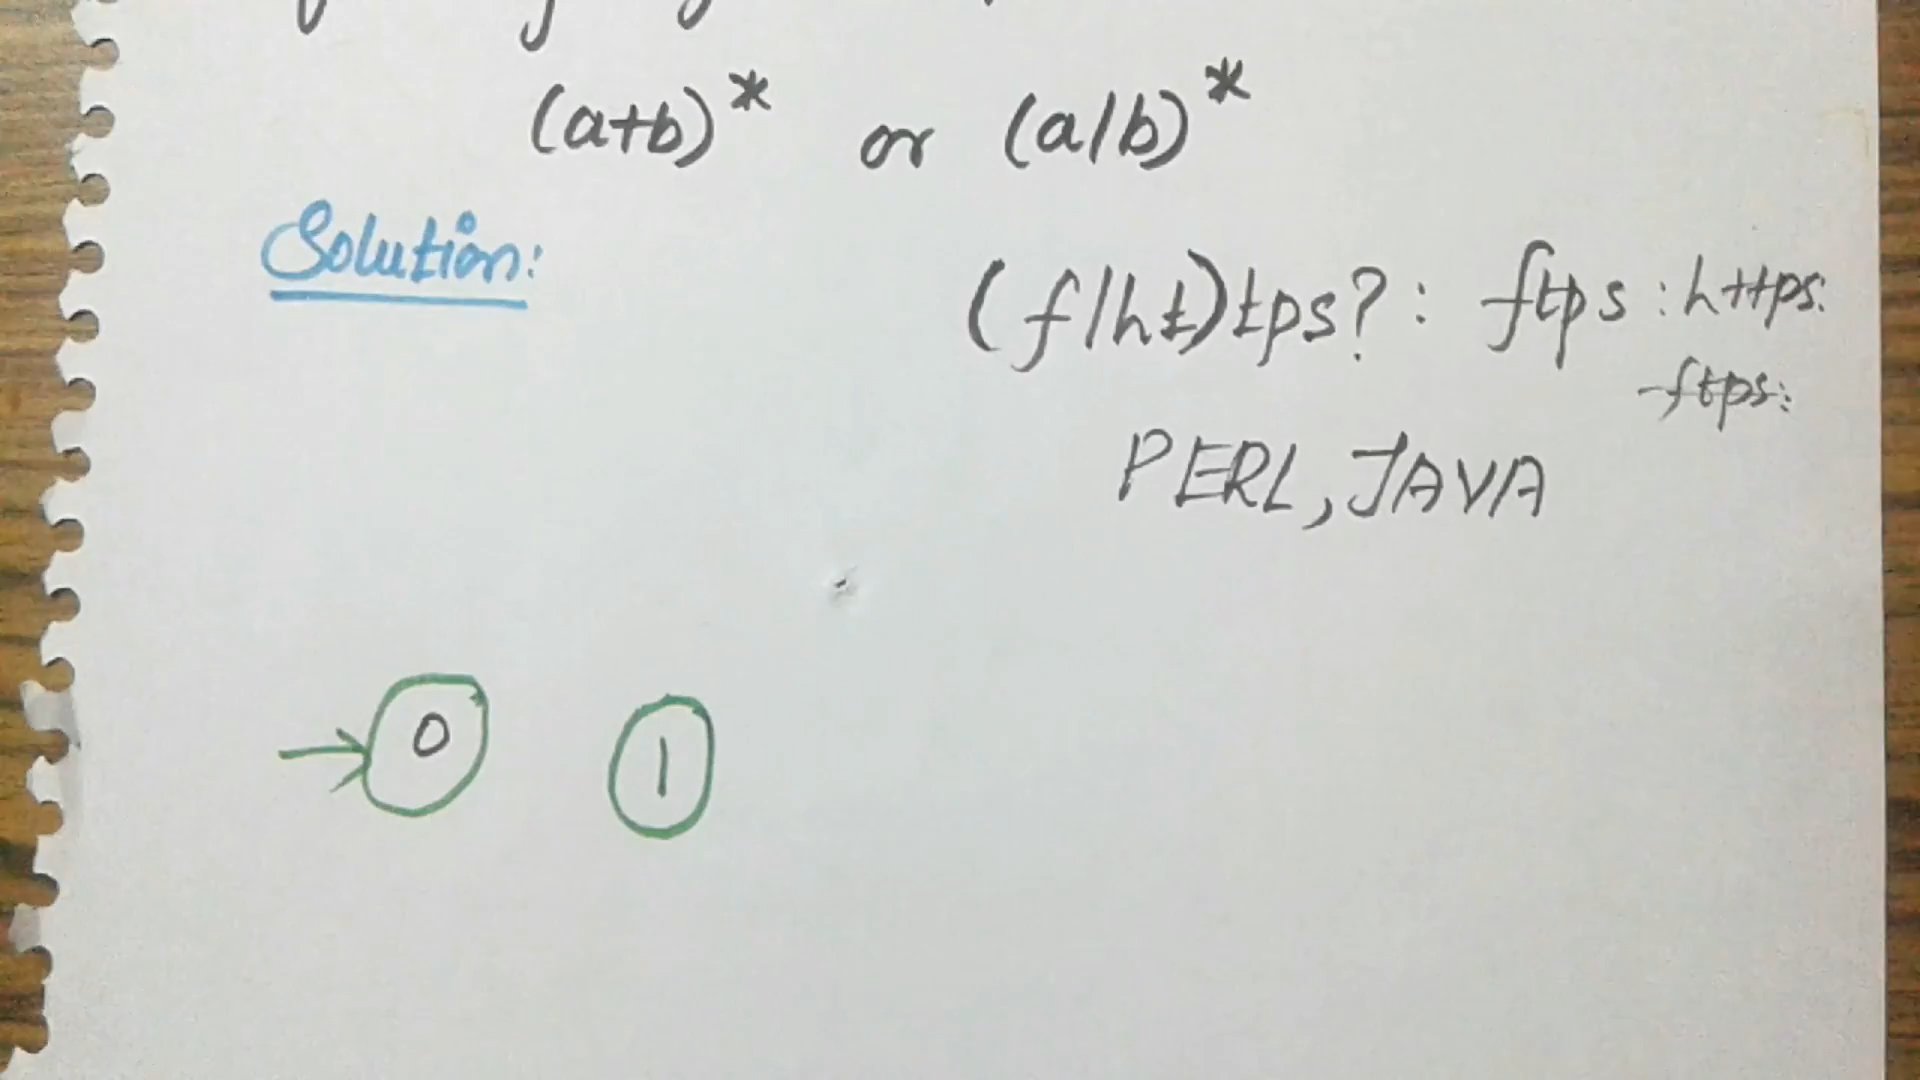 (a+b)* or (a/b)*
Solution:
(f/ht)tps?: ftps: https:
ftps:
PERL, JAVA
0 1